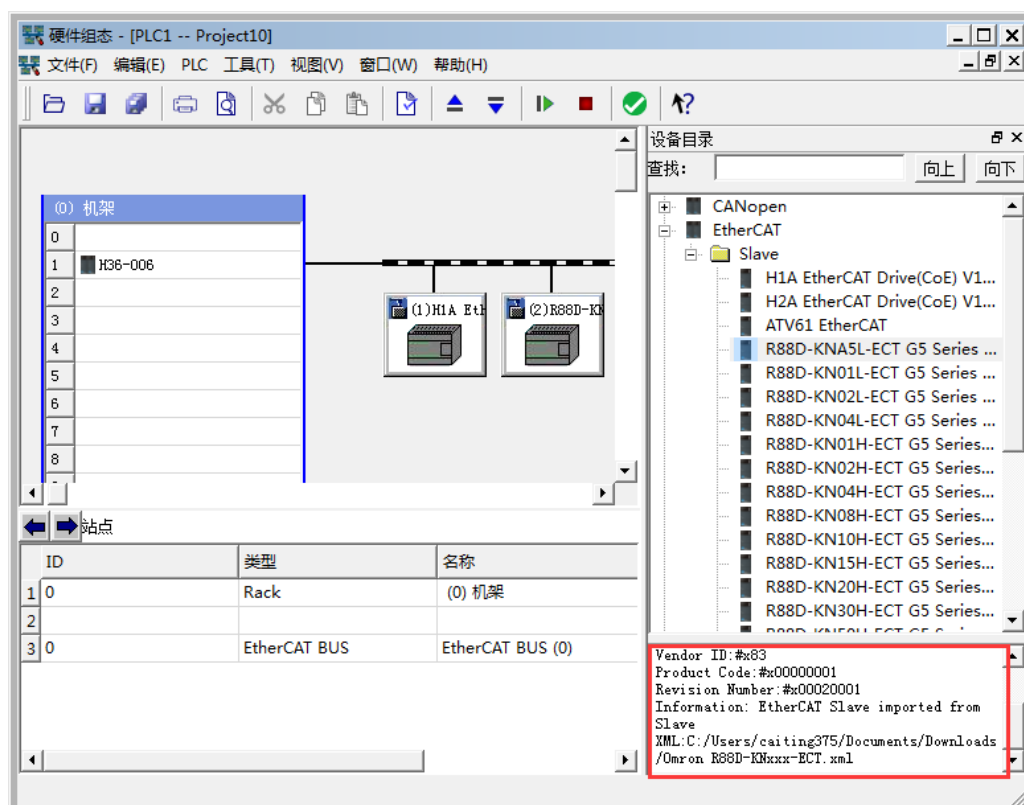 硬件组态 - [PLC1 -- Project10]
文件(F) 编辑(E) PLC 工具(T) 视图(V) 窗口(W) 帮助(H)
(0) 机架
0
1 H36-006
2
3
4
5
6
7
8
(1)H1A Eth
(2)R88D-KN
站点
ID 类型 名称
1 0 Rack (0) 机架
2
3 0 EtherCAT BUS EtherCAT BUS (0)
设备目录
查找: 向上 向下
CANopen
EtherCAT
Slave
H1A EtherCAT Drive(CoE) V1...
H2A EtherCAT Drive(CoE) V1...
ATV61 EtherCAT
R88D-KNA5L-ECT G5 Series ...
R88D-KN01L-ECT G5 Series ...
R88D-KN02L-ECT G5 Series ...
R88D-KN04L-ECT G5 Series ...
R88D-KN01H-ECT G5 Series...
R88D-KN02H-ECT G5 Series...
R88D-KN04H-ECT G5 Series...
R88D-KN08H-ECT G5 Series...
R88D-KN10H-ECT G5 Series...
R88D-KN15H-ECT G5 Series...
R88D-KN20H-ECT G5 Series...
R88D-KN30H-ECT G5 Series...
Vendor ID:#x83
Product Code:#x00000001
Revision Number:#x00020001
Information: EtherCAT Slave imported from
Slave
XML:C:/Users/caiting375/Documents/Downloads
/Omron R88D-KNxxx-ECT.xml